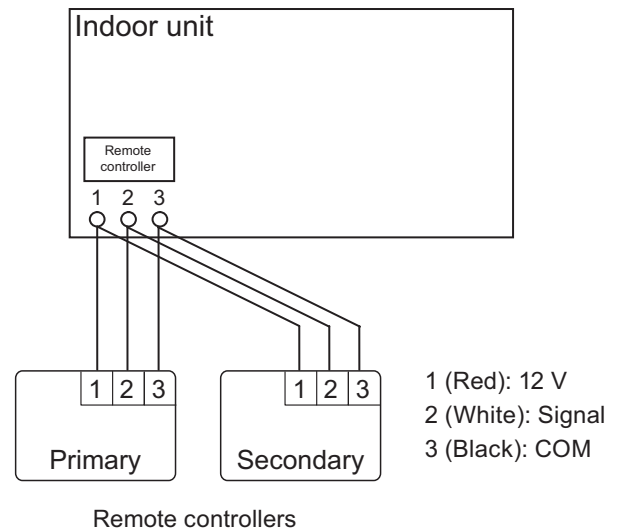 Indoor unit
Remote
controller
1 2 3
1 2 3
1 2 3
1 (Red): 12 V
2 (White): Signal
3 (Black): COM
Primary
Secondary
Remote controllers